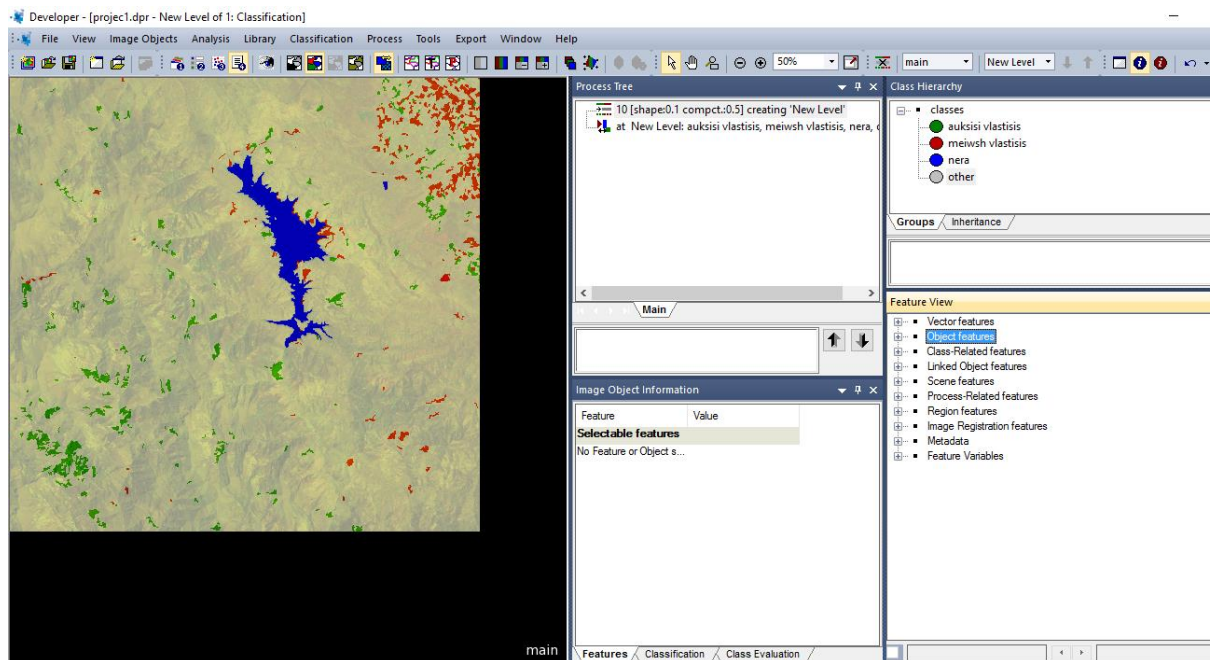 Developer - [projec1.dpr - New Level of 1: Classification]
File View Image Objects Analysis Library Classification Process Tools Export Window Help
50% main New Level
Process Tree
10 [shape:0.1 compct.:0.5] creating 'New Level'
at New Level: auksisi vlastisis, meiwsh vlastisis, nera,
Main
Class Hierarchy
classes
auksisi vlastisis
meiwsh vlastisis
nera
other
Groups Inheritance
Image Object Information
Feature Value
Selectable features
No Feature or Object s...
Features Classification Class Evaluation
Feature View
Vector features
Object features
Class-Related features
Linked Object features
Scene features
Process-Related features
Region features
Image Registration features
Metadata
Feature Variables
main